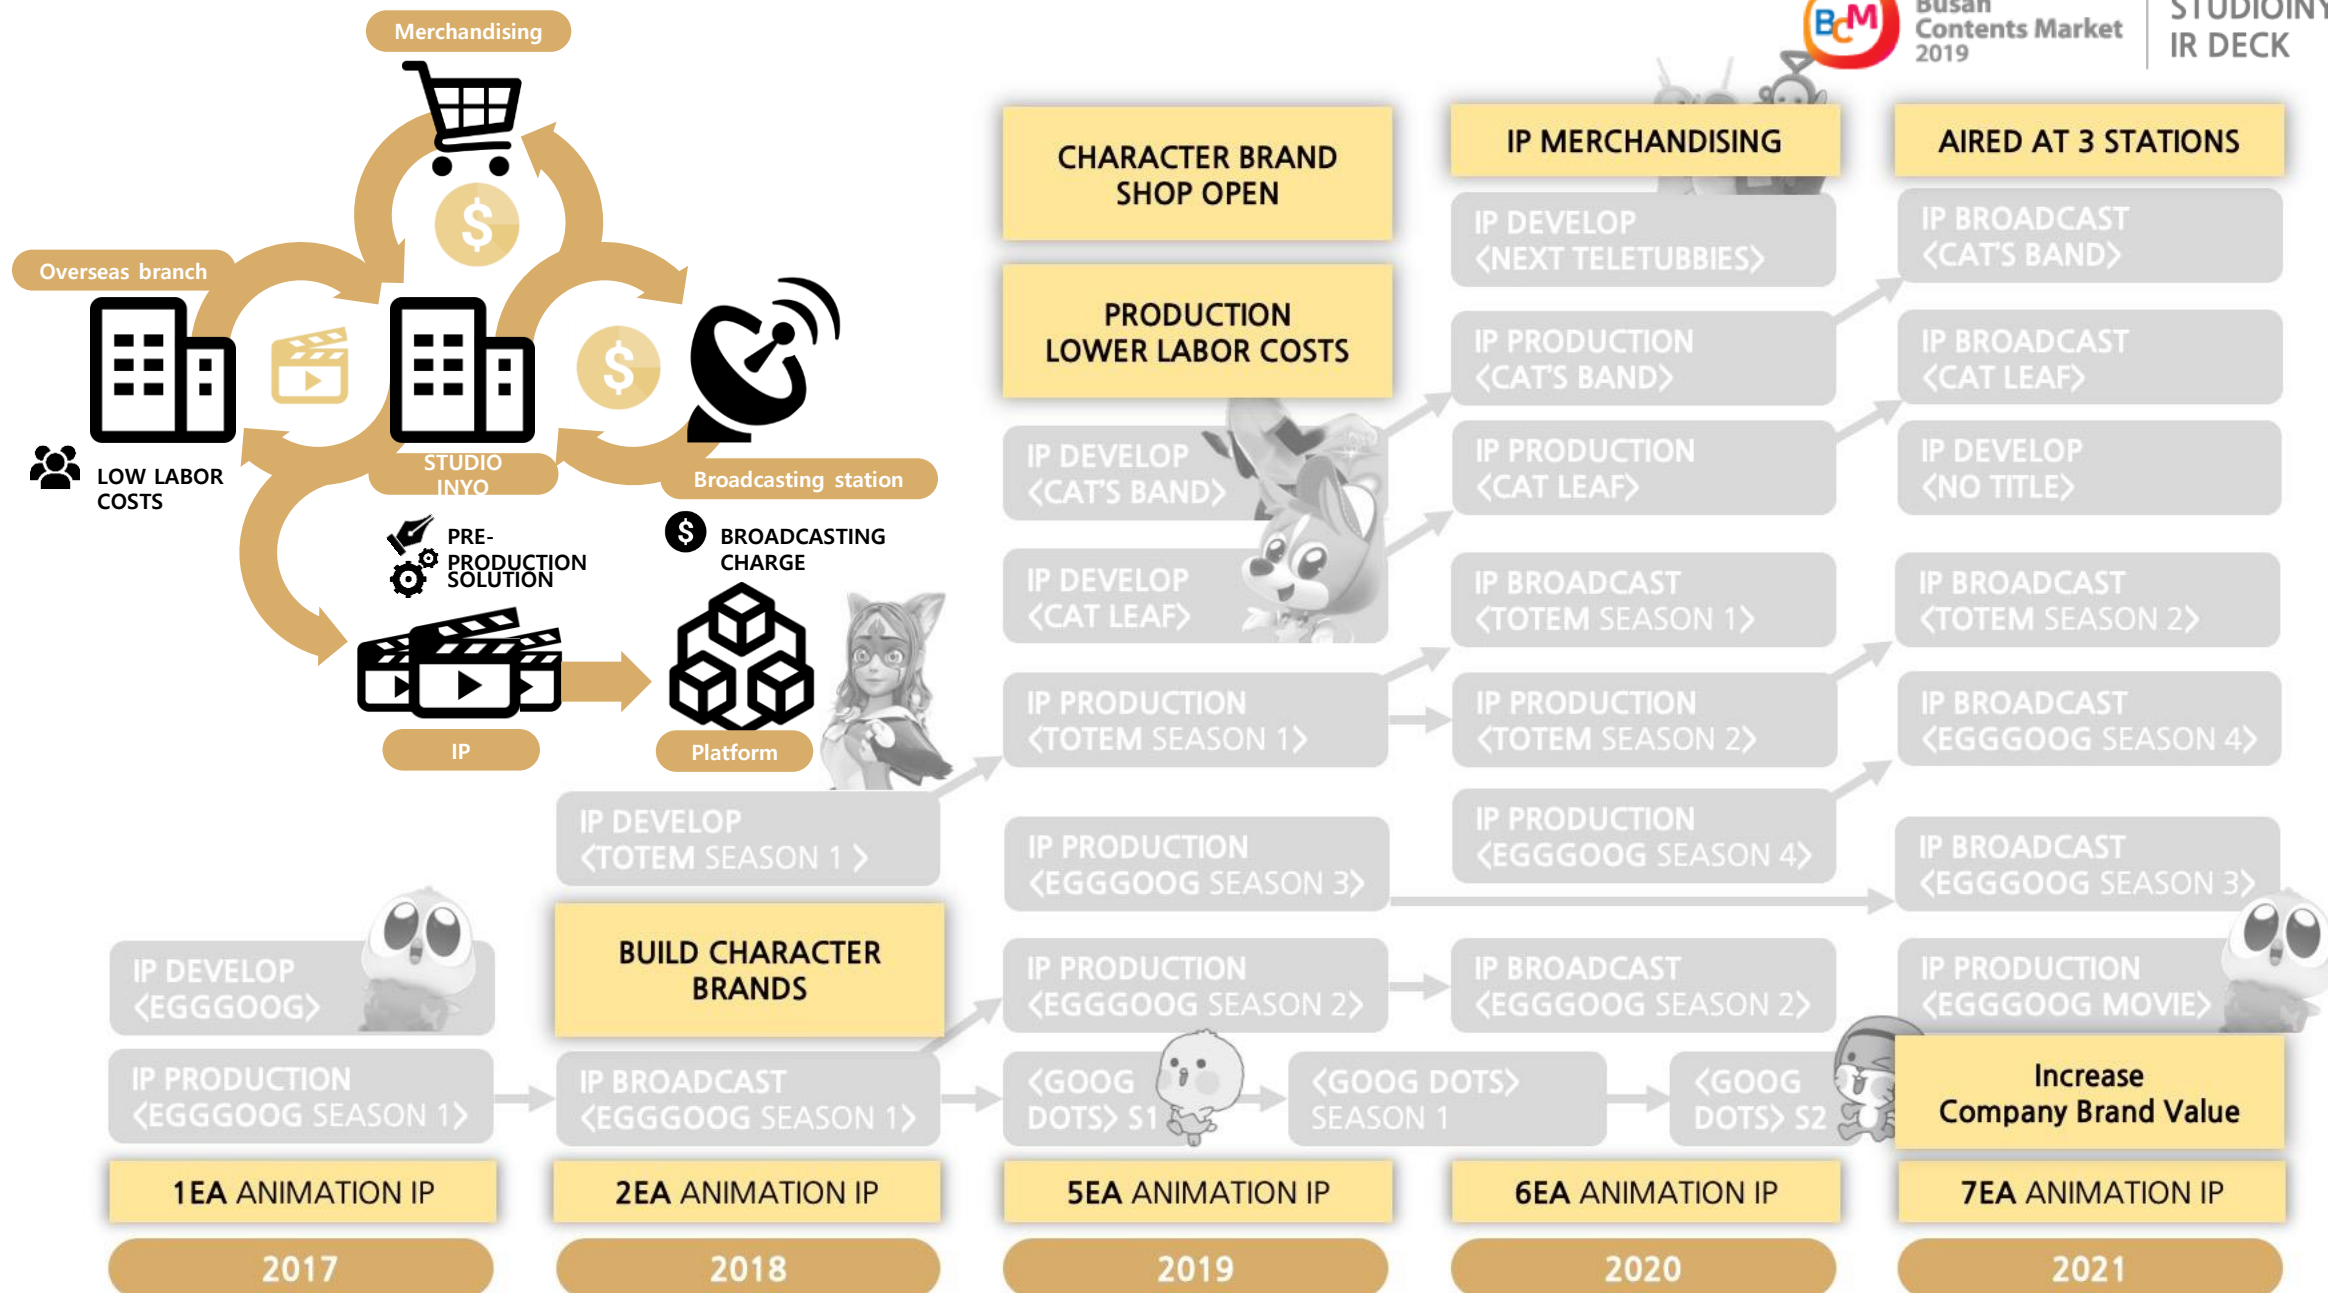 Busan
Contents Market
2019
BCM
STUDIOINY
IR DECK
Merchandising
$
Overseas branch
$
LOW LABOR
COSTS
STUDIO
INYO
Broadcasting station
PRE-
PRODUCTION
SOLUTION
$
BROADCASTING
CHARGE
IP
Platform
IP DEVELOP
<EGGGOOG>
IP PRODUCTION
<EGGGOOG SEASON 1>
1EA ANIMATION IP
2017
IP DEVELOP
<TOTEM SEASON 1 >
BUILD CHARACTER
BRANDS
IP BROADCAST
<EGGGOOG SEASON 1>
2EA ANIMATION IP
2018
CHARACTER BRAND
SHOP OPEN
PRODUCTION
LOWER LABOR COSTS
IP DEVELOP
<CAT'S BAND>
IP DEVELOP
<CAT LEAF>
IP PRODUCTION
<TOTEM SEASON 1>
IP PRODUCTION
<EGGGOOG SEASON 3>
IP PRODUCTION
<EGGGOOG SEASON 2>
<GOOG
DOTS> S1
<GOOG DOTS>
SEASON 1
5EA ANIMATION IP
2019
IP MERCHANDISING
IP DEVELOP
<NEXT TELETUBBIES>
IP PRODUCTION
<CAT'S BAND>
IP PRODUCTION
<CAT LEAF>
IP BROADCAST
<TOTEM SEASON 1>
IP PRODUCTION
<TOTEM SEASON 2>
IP PRODUCTION
<EGGGOOG SEASON 4>
IP BROADCAST
<EGGGOOG SEASON 2>
<GOOG
DOTS> S2
6EA ANIMATION IP
2020
AIRED AT 3 STATIONS
IP BROADCAST
<CAT'S BAND>
IP BROADCAST
<CAT LEAF>
IP DEVELOP
<NO TITLE>
IP BROADCAST
<TOTEM SEASON 2>
IP BROADCAST
<EGGGOOG SEASON 4>
IP BROADCAST
<EGGGOOG SEASON 3>
IP PRODUCTION
<EGGGOOG MOVIE>
Increase
Company Brand Value
7EA ANIMATION IP
2021